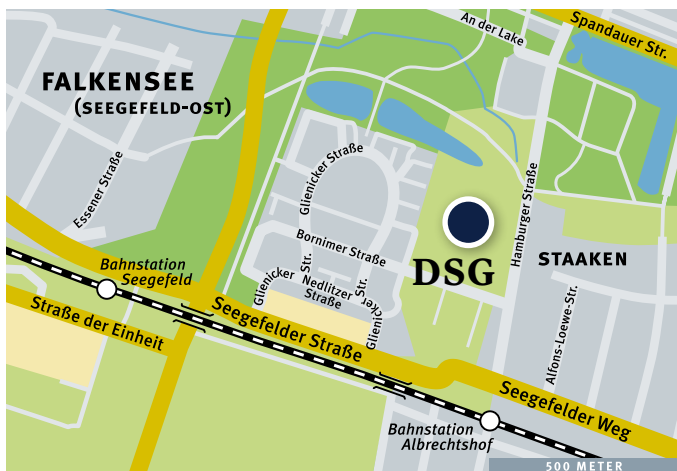 An der Lake
Spandauer Str.
FALKENSEE
(SEEGEFELD-OST)
Essener Straße
Glienicker Straße
Hamburger Straße
Bornimer Straße
DSG
STAAKEN
Bahnstation
Seegefeld
Glienicker Str.
Nedlitzer
Straße
Glienicker Str.
Alfons-Loewe-Str.
Straße der Einheit
Seegefelder Straße
Seegefelder Weg
Bahnstation
Albrechtshof
500 METER